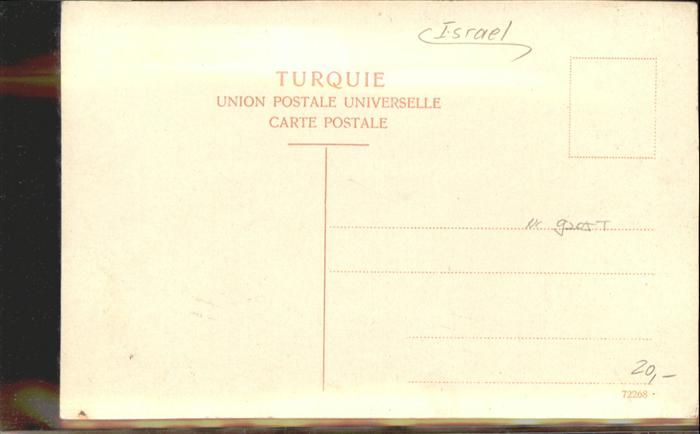 Israel
TURQUIE
UNION POSTALE UNIVERSELLE
CARTE POSTALE
20,–
72268